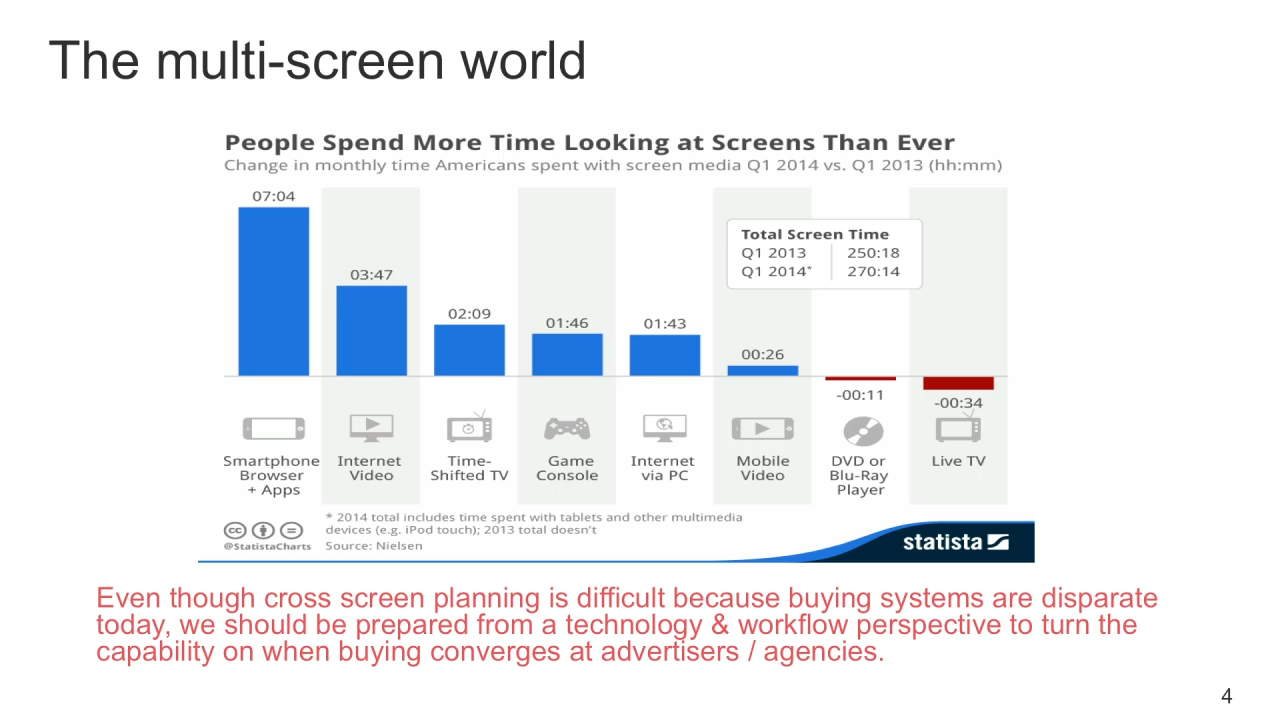 The multi-screen world
People Spend More Time Looking at Screens Than Ever
Change in monthly time Americans spent with screen media Q1 2014 vs. Q1 2013 (hh:mm)
07:04
03:47
02:09
01:46
01:43
00:26
-00:11
-00:34
Total Screen Time
Q1 2013 250:18
Q1 2014* 270:14
Smartphone
Browser
+ Apps
Internet
Video
Time-
Shifted TV
Game
Console
Internet
via PC
Mobile
Video
DVD or
Blu-Ray
Player
Live TV
* 2014 total includes time spent with tablets and other multimedia
devices (e.g. iPod touch); 2013 total doesn't
Source: Nielsen
cc
@StatistaCharts
statista
Even though cross screen planning is difficult because buying systems are disparate
today, we should be prepared from a technology & workflow perspective to turn the
capability on when buying converges at advertisers / agencies.
4